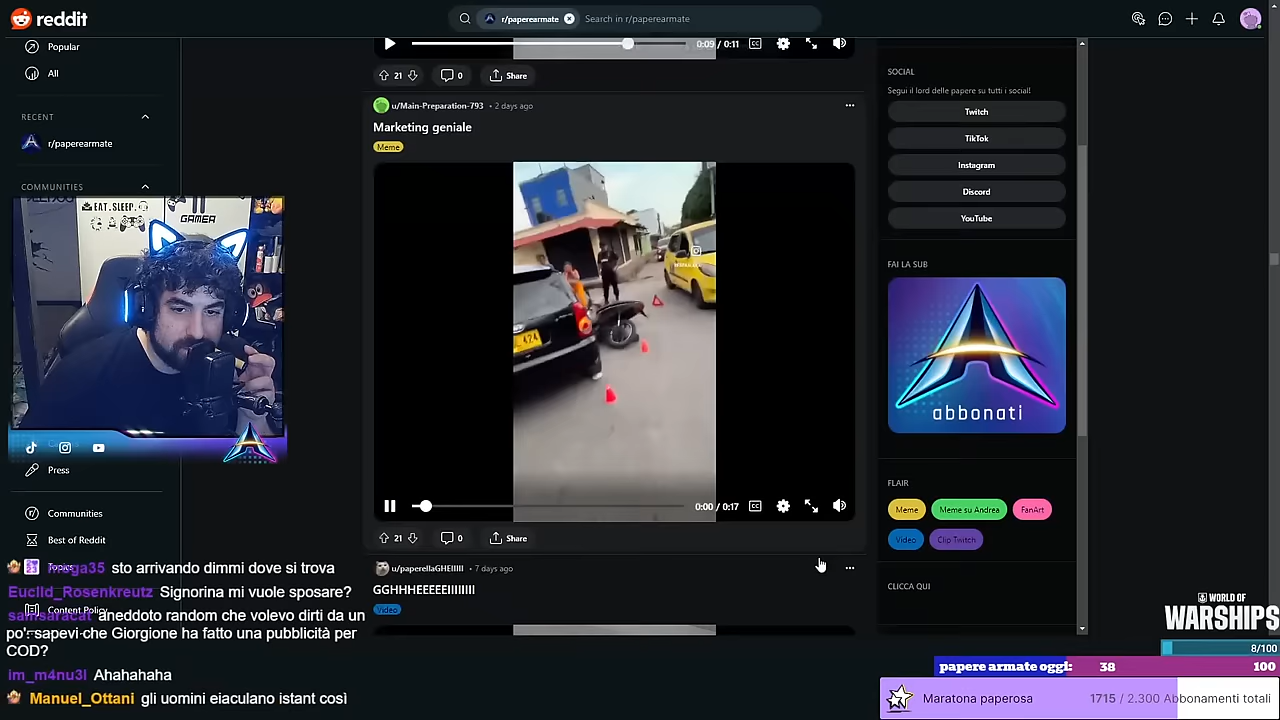 reddit
r/paperearmate
Search in r/paperearmate
Popular
All
RECENT
r/paperearmate
COMMUNITIES
EAT. SLEEP.
GAMER
Press
Communities
Best of Reddit
Topics
Content Policy
0:09 / 0:11
21
0
Share
u/Main-Preparation-793 • 2 days ago
Marketing geniale
Meme
0:00 / 0:17
21
0
Share
u/paperellaGHEIIIII • 7 days ago
GGHHHEEEEEIIIIIIIII
Video
SOCIAL
Segui il lord delle papere su tutti i social!
Twitch
TikTok
Instagram
Discord
YouTube
FAI LA SUB
abbonati
FLAIR
Meme
Meme su Andrea
FanArt
Video
Clip Twitch
CLICCA QUI
sto arrivando dimmi dove si trova
Euclid_Rosenkreutz Signorina mi vuole sposare?
samsaracat aneddoto random che volevo dirti da un
po'- sapevi che Giorgione ha fatto una pubblicità per
COD?
im_m4nu3l Ahahahaha
Manuel_Ottani gli uomini eiaculano istant così
WORLD OF
WARSHIPS
8/100
papere armate oggi: 38 100
Maratona paperosa 1715 / 2.300 Abbonamenti totali